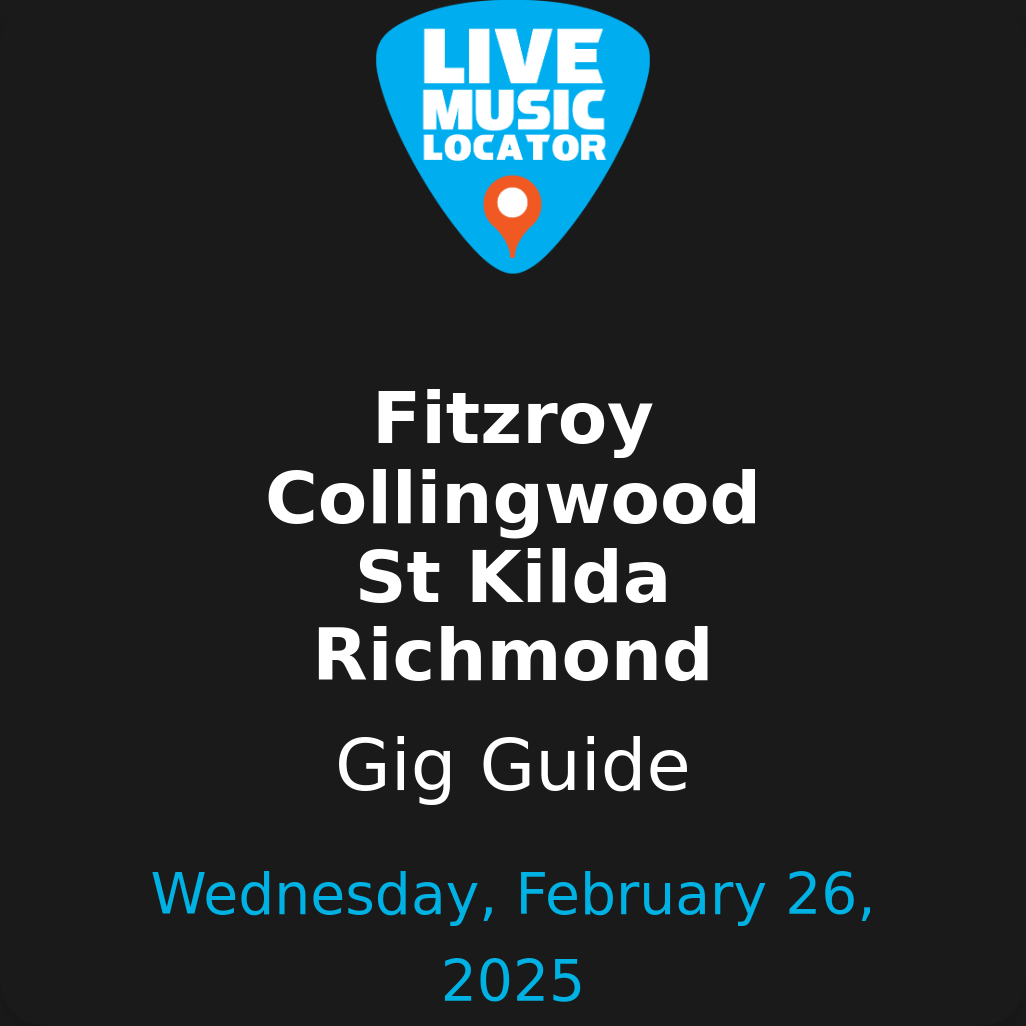 LIVE
MUSIC
LOCATOR
Fitzroy
Collingwood
St Kilda
Richmond
Gig Guide
Wednesday, February 26,
2025